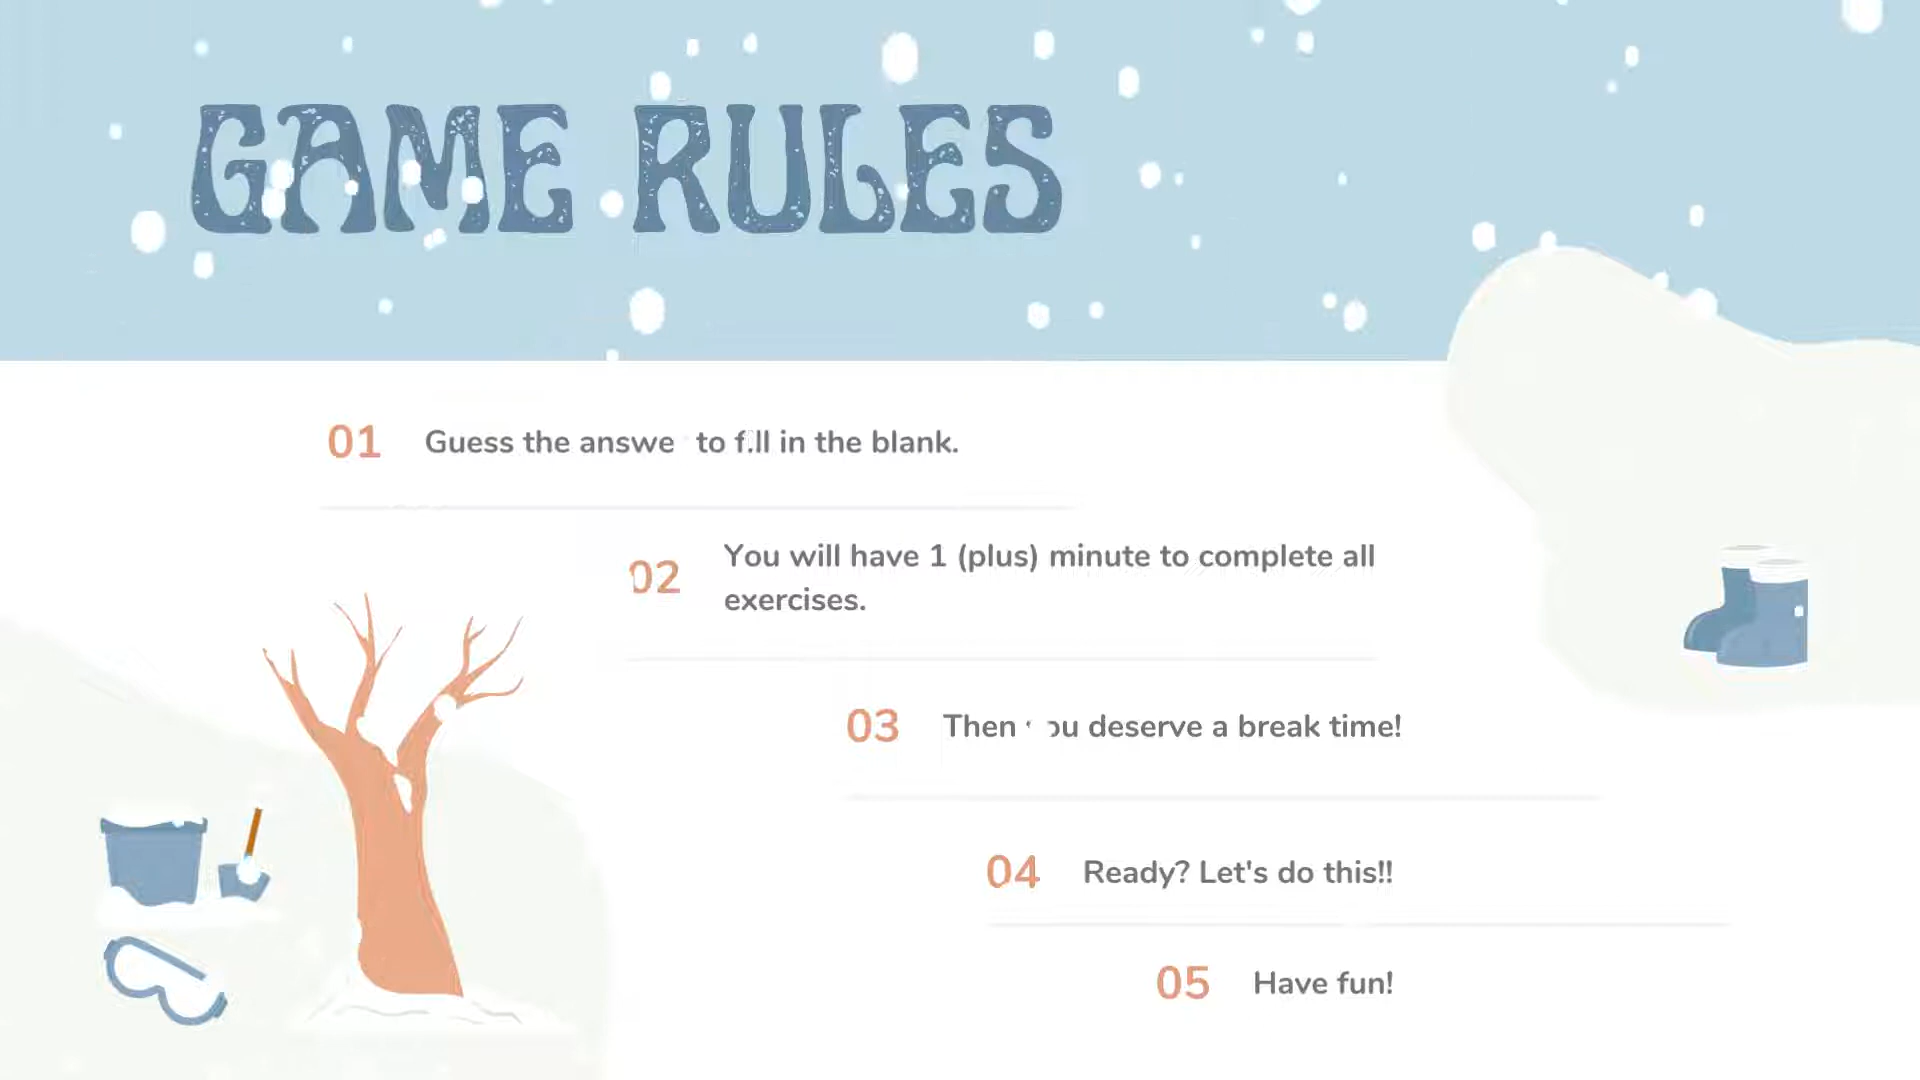 GAME RULES
01 Guess the answe to fill in the blank.
02 You will have 1 (plus) minute to complete all
exercises.
03 Then you deserve a break time!
04 Ready? Let's do this!!
05 Have fun!